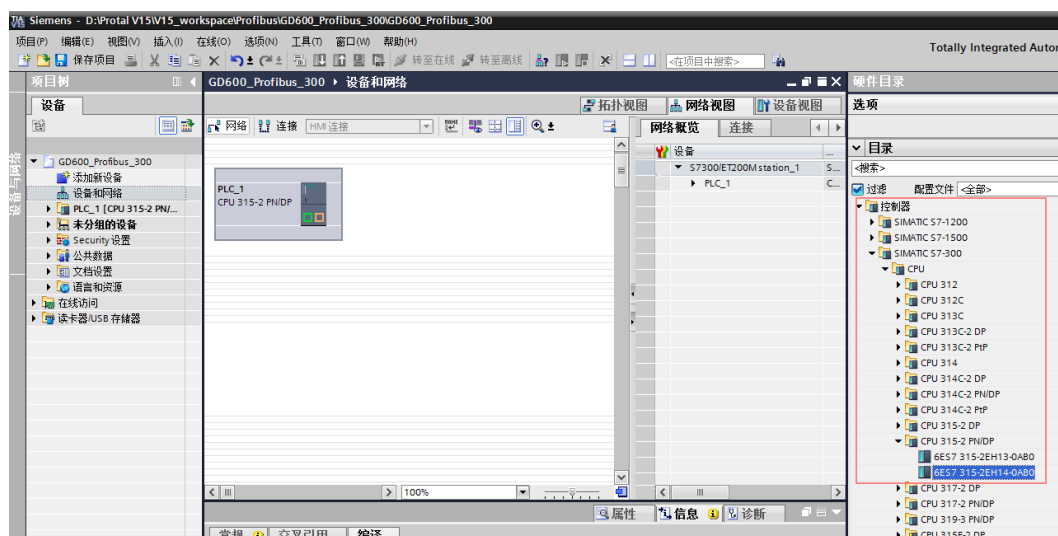 Siemens - D:\Protal V15\V15_workspace\Profibus\GD600_Profibus_300\GD600_Profibus_300
项目(P) 编辑(E) 视图(V) 插入(I) 在线(O) 选项(N) 工具(T) 窗口(W) 帮助(H)
Totally Integrated Autor
保存项目 转至在线 转至离线 <在项目中搜索>
项目树
GD600_Profibus_300 ▸ 设备和网络
硬件目录
设备
拓扑视图 网络视图 设备视图
选项
网络 连接 HMI 连接
网络概览 连接
设备与网络
GD600_Profibus_300
添加新设备
设备和网络
PLC_1 [CPU 315-2 PN/...
未分组的设备
Security 设置
公共数据
文档设置
语言和资源
在线访问
读卡器/USB 存储器
PLC_1
CPU 315-2 PN/DP
设备 ...
S7300/ET200M station_1 S...
PLC_1 C...
目录
<搜索>
过滤 配置文件 <全部>
控制器
SIMATIC S7-1200
SIMATIC S7-1500
SIMATIC S7-300
CPU
CPU 312
CPU 312C
CPU 313C
CPU 313C-2 DP
CPU 313C-2 PtP
CPU 314
CPU 314C-2 DP
CPU 314C-2 PN/DP
CPU 314C-2 PtP
CPU 315-2 DP
CPU 315-2 PN/DP
6ES7 315-2EH13-0AB0
6ES7 315-2EH14-0AB0
CPU 317-2 DP
CPU 317-2 PN/DP
CPU 319-3 PN/DP
CPU 315F-2 DP
100%
属性 信息 诊断
常规 交叉引用 编译